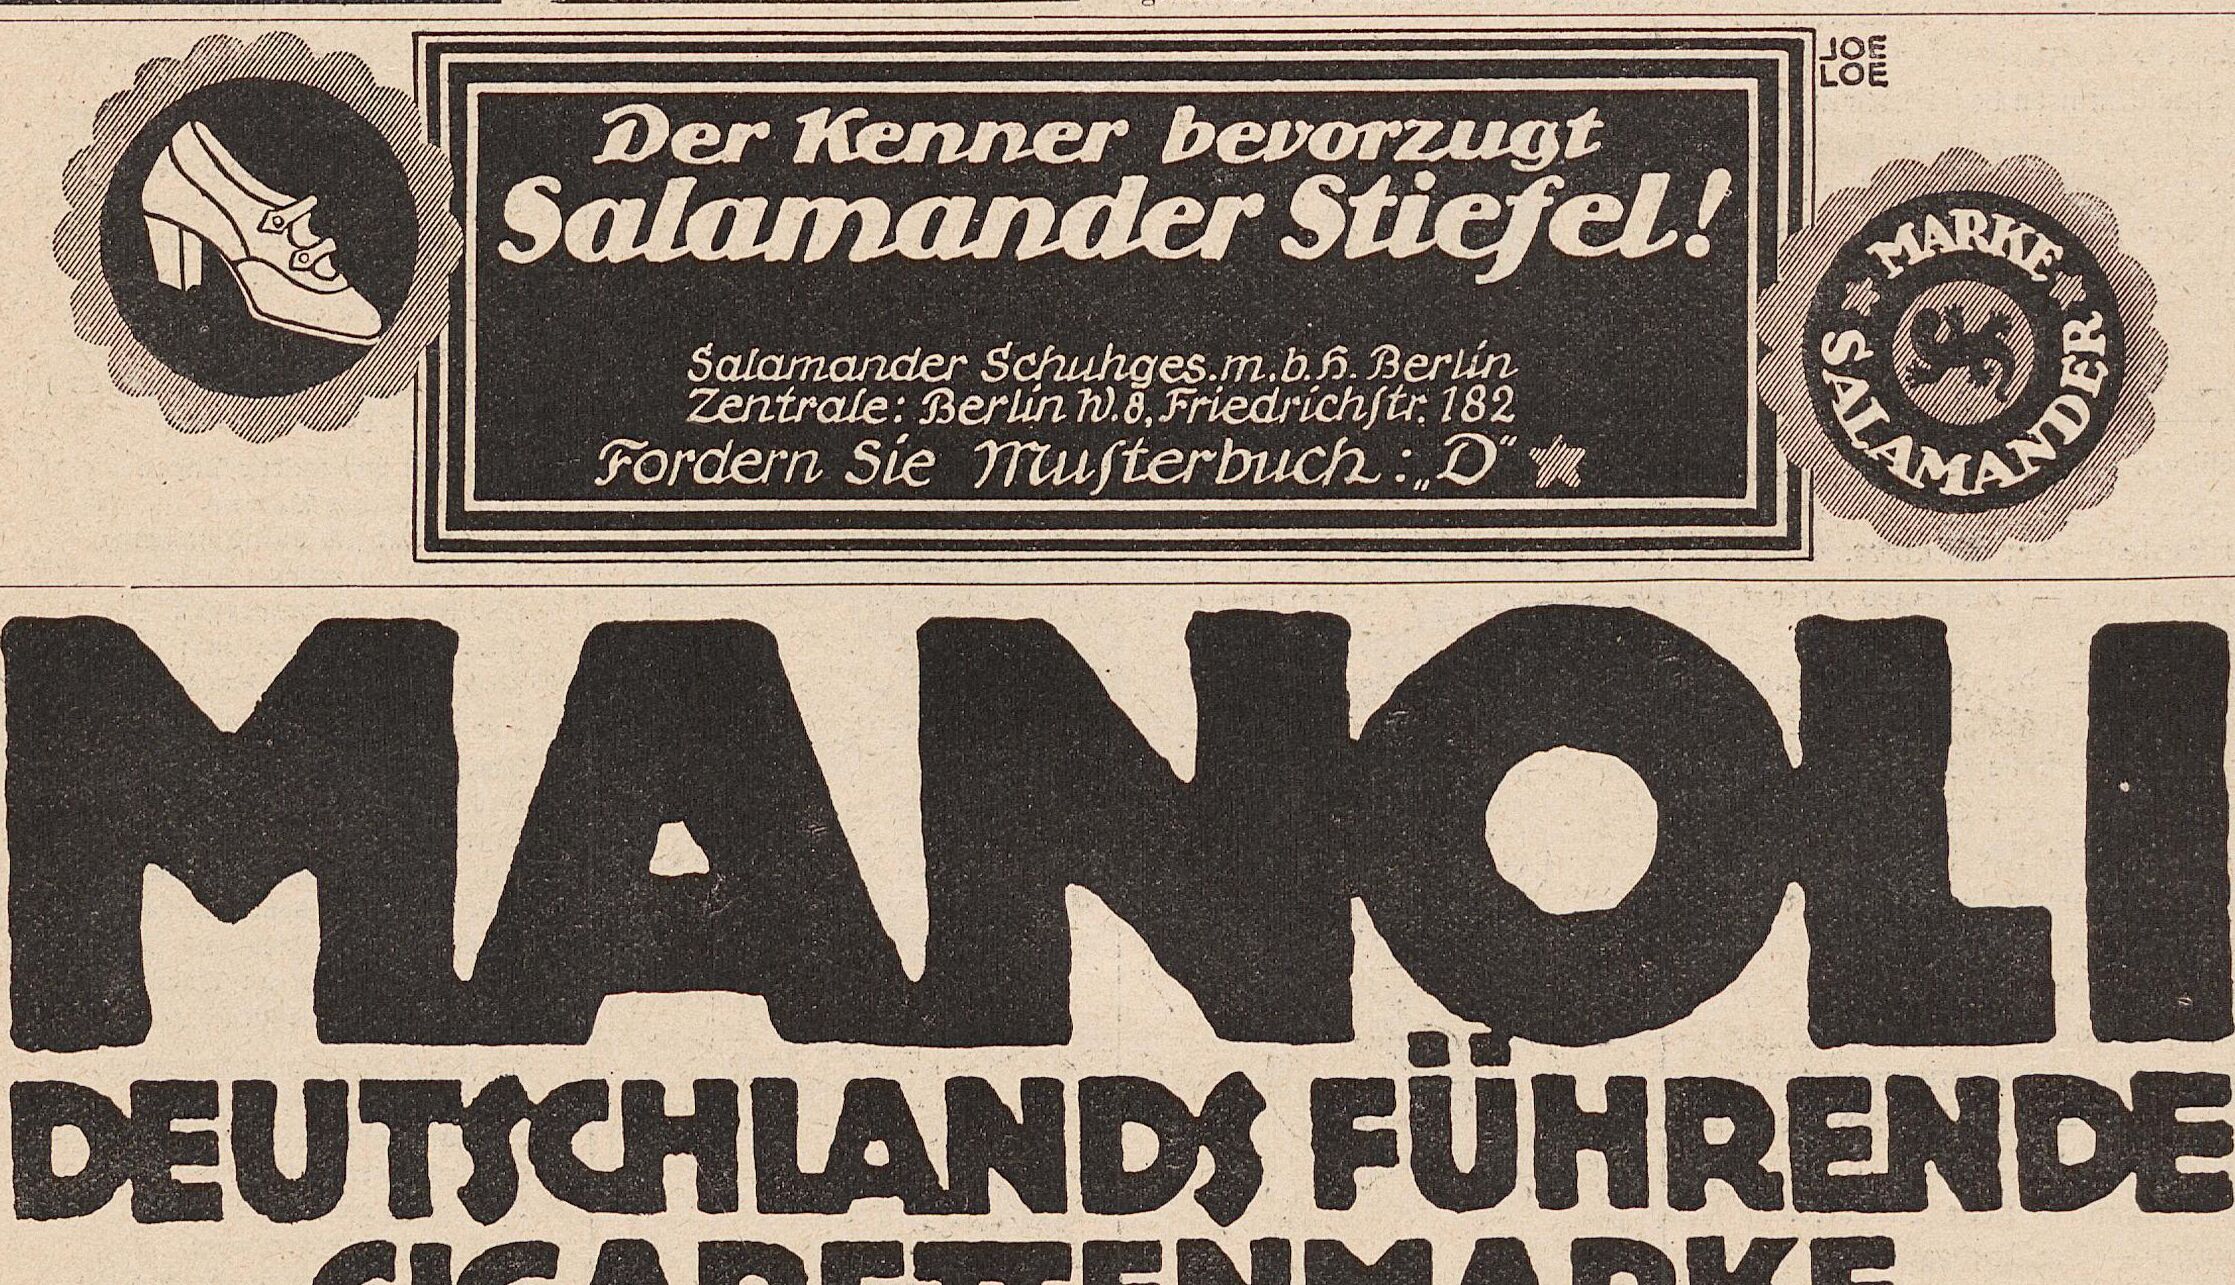 JOE
LOE
Der Kenner bevorzugt
Salamander Stiefel!
Salamander Schuhges.m.b.H. Berlin
Zentrale: Berlin W. 8, Friedrichſtr. 182
Fordern Sie Muſterbuch: „D“
MARKE
SALAMANDER
MANOLI
DEUTSCHLANDS FÜHRENDE
CIGARETTENMARKE